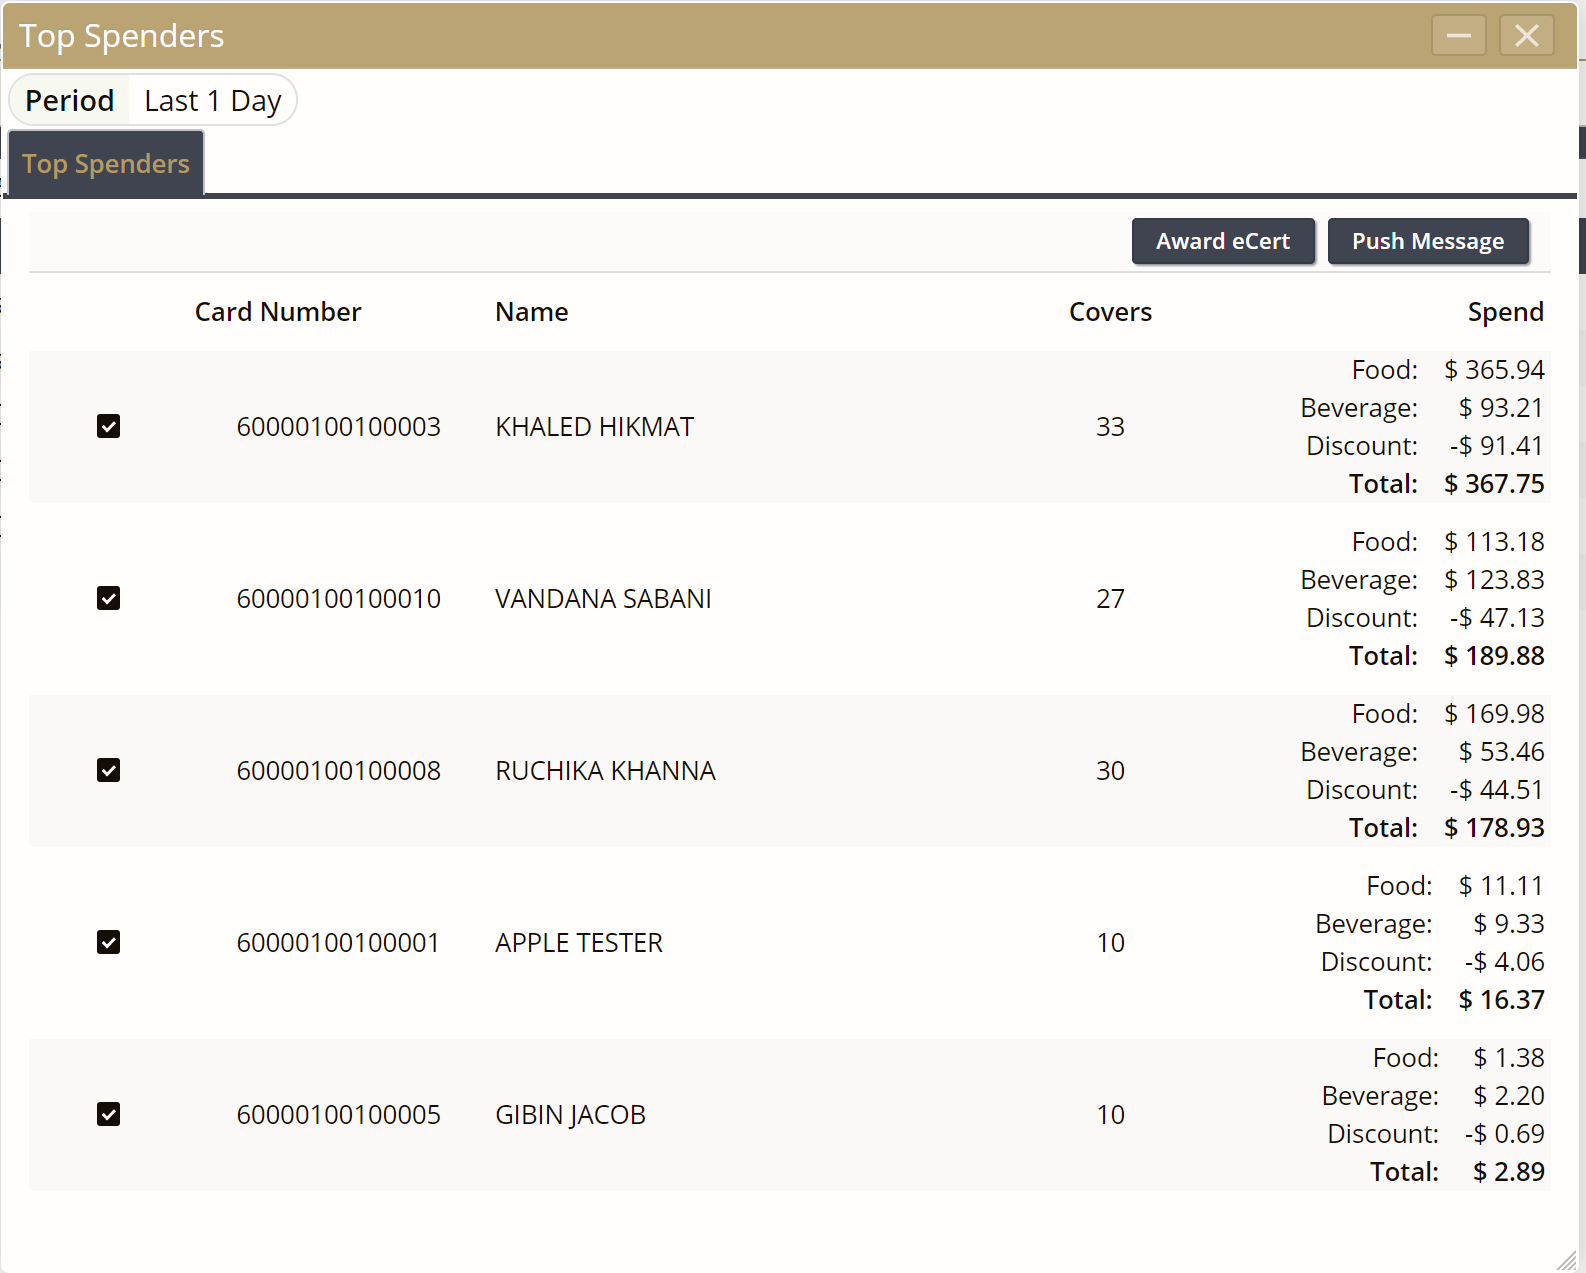 Top Spenders
Period Last 1 Day
Top Spenders
Award eCert Push Message
Card Number Name Covers Spend
60000100100003 KHALED HIKMAT 33
Food: $ 365.94
Beverage: $ 93.21
Discount: -$ 91.41
Total: $ 367.75
60000100100010 VANDANA SABANI 27
Food: $ 113.18
Beverage: $ 123.83
Discount: -$ 47.13
Total: $ 189.88
60000100100008 RUCHIKA KHANNA 30
Food: $ 169.98
Beverage: $ 53.46
Discount: -$ 44.51
Total: $ 178.93
60000100100001 APPLE TESTER 10
Food: $ 11.11
Beverage: $ 9.33
Discount: -$ 4.06
Total: $ 16.37
60000100100005 GIBIN JACOB 10
Food: $ 1.38
Beverage: $ 2.20
Discount: -$ 0.69
Total: $ 2.89